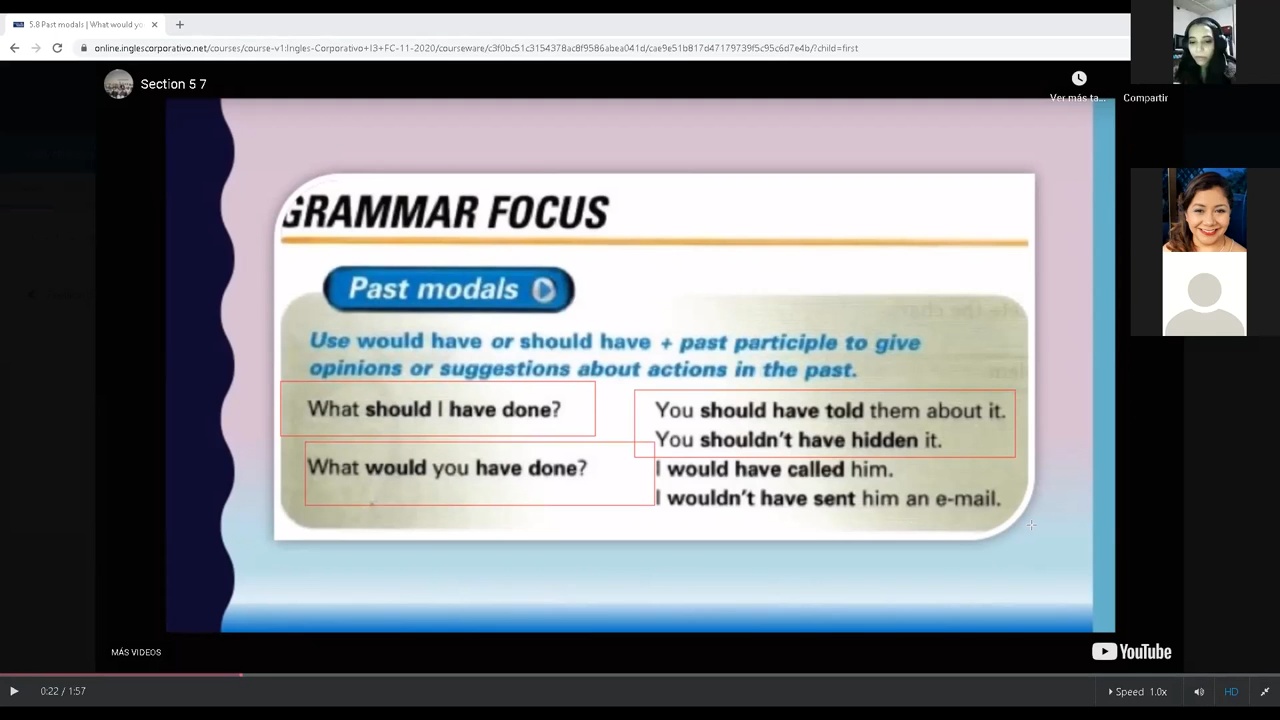 5.8 Past modals | What would yo
online.inglescorporativo.net/courses/course-v1:Ingles-Corporativo+I3+FC-11-2020/courseware/c3f0bc51c3154378ac8f9586abea041d/cae9e51b817d47179739f5c95c6d7e4b/?child=first
Section 5 7
Ver más ta...
Compartir
GRAMMAR FOCUS
Past modals
Use would have or should have + past participle to give
opinions or suggestions about actions in the past.
What should I have done?
You should have told them about it.
You shouldn't have hidden it.
What would you have done?
I would have called him.
I wouldn't have sent him an e-mail.
MÁS VIDEOS
YouTube
0:22 / 1:57
Speed 1.0x
HD